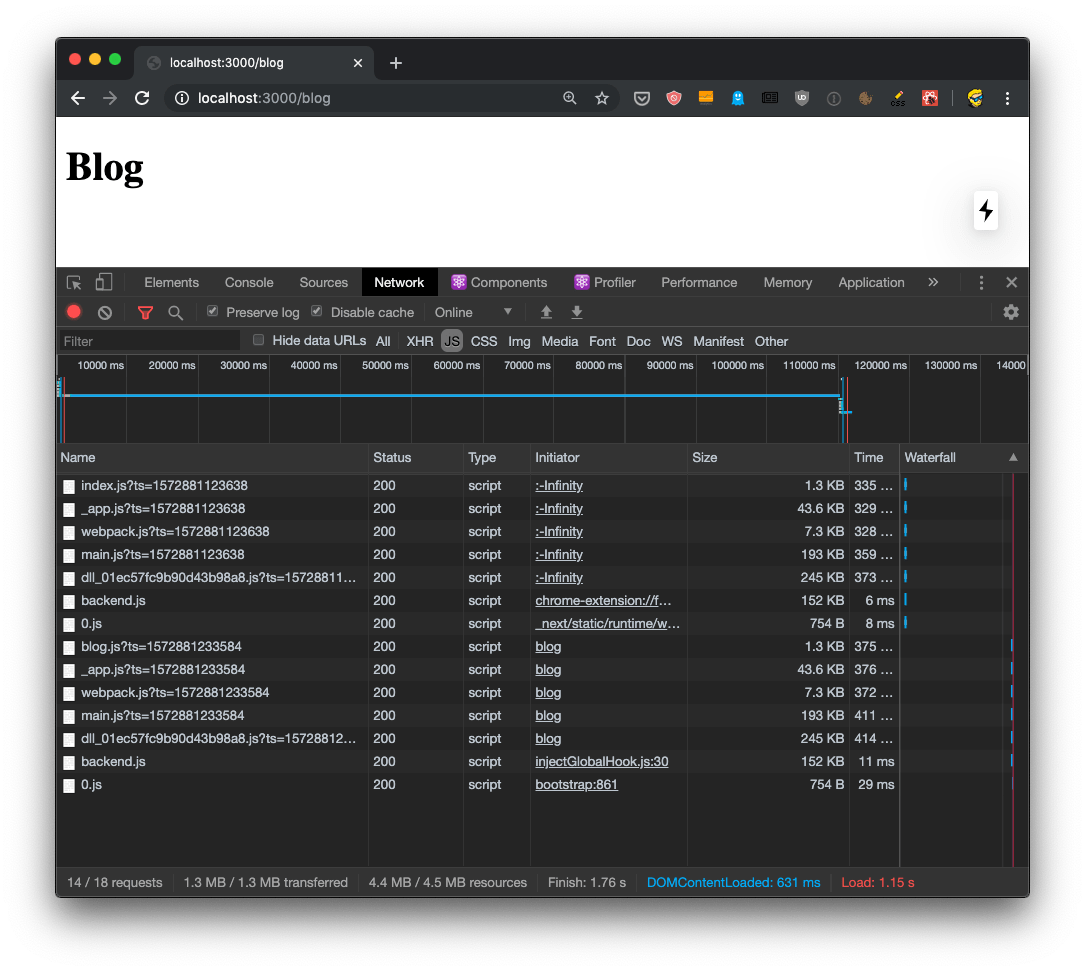 localhost:3000/blog
localhost:3000/blog
Blog
Elements Console Sources Network Components Profiler Performance Memory Application
Preserve log Disable cache Online
Filter Hide data URLs All XHR JS CSS Img Media Font Doc WS Manifest Other
10000 ms 20000 ms 30000 ms 40000 ms 50000 ms 60000 ms 70000 ms 80000 ms 90000 ms 100000 ms 110000 ms 120000 ms 130000 ms 14000
Name Status Type Initiator Size Time Waterfall
index.js?ts=1572881123638 200 script :-Infinity 1.3 KB 335 ...
_app.js?ts=1572881123638 200 script :-Infinity 43.6 KB 329 ...
webpack.js?ts=1572881123638 200 script :-Infinity 7.3 KB 328 ...
main.js?ts=1572881123638 200 script :-Infinity 193 KB 359 ...
dll_01ec57fc9b90d43b98a8.js?ts=15728811... 200 script :-Infinity 245 KB 373 ...
backend.js 200 script chrome-extension://f... 152 KB 6 ms
0.js 200 script _next/static/runtime/w... 754 B 8 ms
blog.js?ts=1572881233584 200 script blog 1.3 KB 375 ...
_app.js?ts=1572881233584 200 script blog 43.6 KB 376 ...
webpack.js?ts=1572881233584 200 script blog 7.3 KB 372 ...
main.js?ts=1572881233584 200 script blog 193 KB 411 ...
dll_01ec57fc9b90d43b98a8.js?ts=15728812... 200 script blog 245 KB 414 ...
backend.js 200 script injectGlobalHook.js:30 152 KB 11 ms
0.js 200 script bootstrap:861 754 B 29 ms
14 / 18 requests 1.3 MB / 1.3 MB transferred 4.4 MB / 4.5 MB resources Finish: 1.76 s DOMContentLoaded: 631 ms Load: 1.15 s